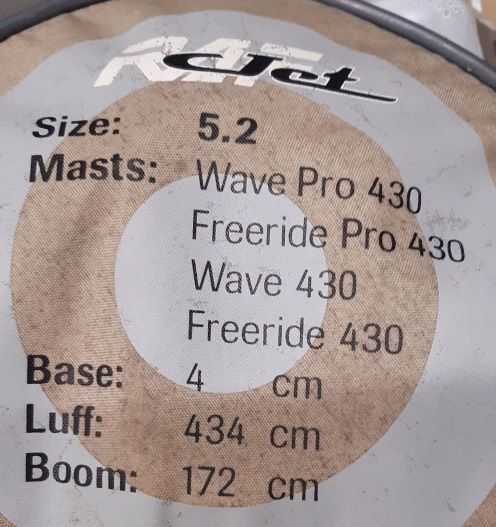 RAF
Jet
Size: 5.2
Masts: Wave Pro 430
Freeride Pro 430
Wave 430
Freeride 430
Base: 4 cm
Luff: 434 cm
Boom: 172 cm